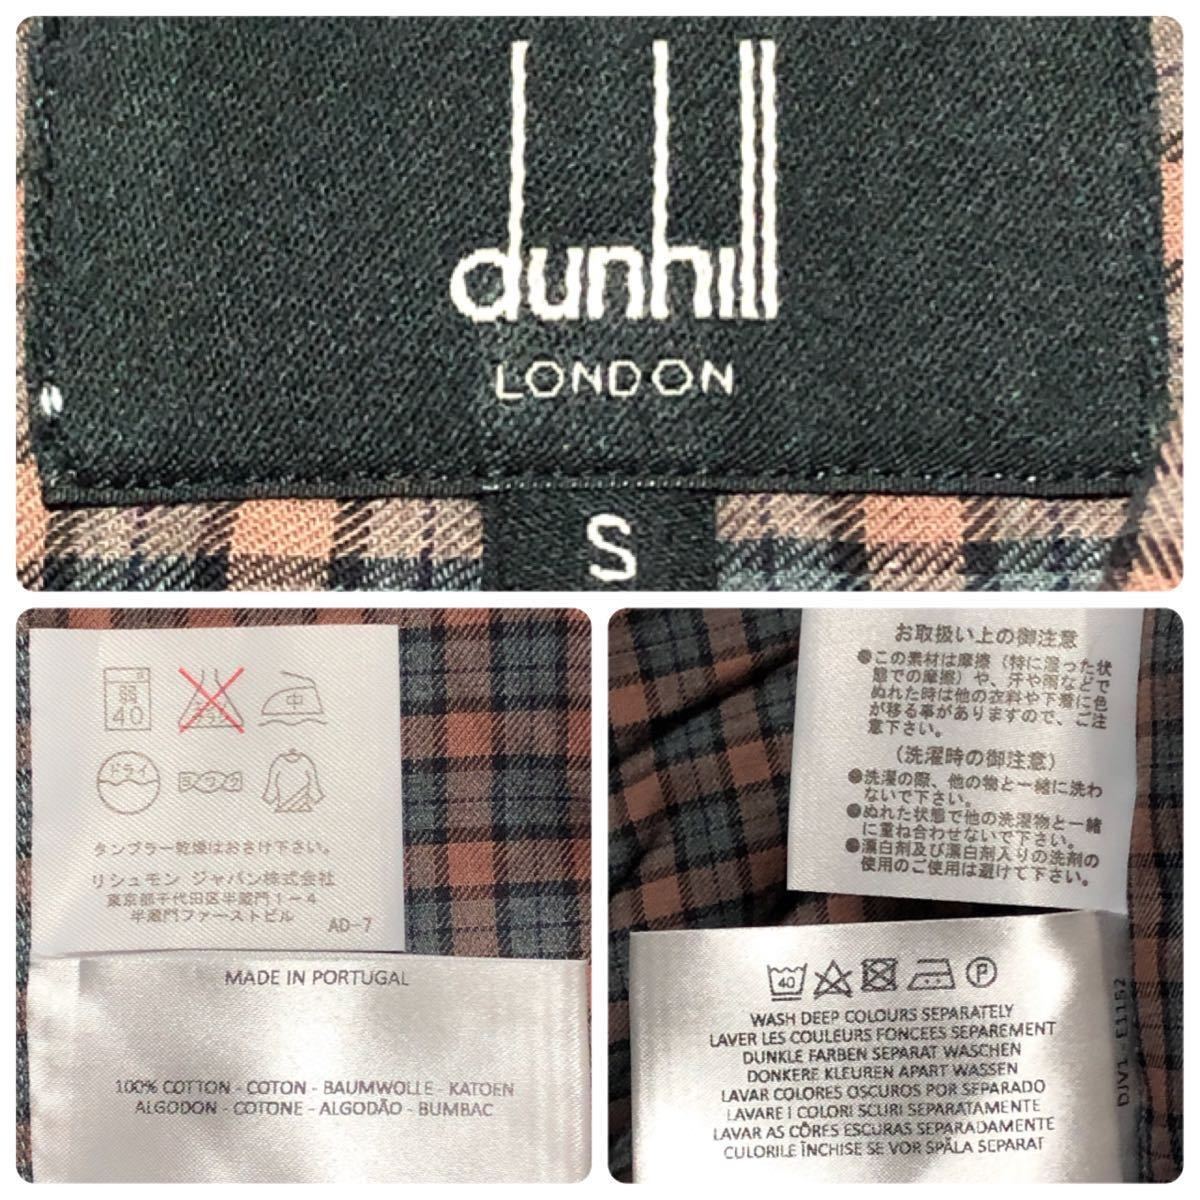 dunhill
LONDON
S
弱
40
エンソサラシ
中
ドライ
タンブラー乾燥はおさけ下さい。
リシュモン ジャパン株式会社
東京都千代田区半蔵門1-4
半蔵門ファーストビル
AD-7
MADE IN PORTUGAL
100% COTTON - COTON - BAUMWOLLE - KATOEN
ALGODON - COTONE - ALGODÃO - BUMBAC
お取扱い上の御注意
●この素材は摩擦(特に湿った状
態での摩擦)や、汗や雨などで
ぬれた時は他の衣料や下着に色
が移る事がありますので、ご注
意下さい。
(洗濯時の御注意)
●洗濯の際、他の物と一緒に洗わ
ないで下さい。
●ぬれた状態で他の洗濯物と一緒
に重ね合わせないで下さい。
●漂白剤及び漂白剤入りの洗剤の
使用のご使用は避けて下さい。
40
P
WASH DEEP COLOURS SEPARATELY
LAVER LES COULEURS FONCEES SEPAREMENT
DUNKLE FARBEN SEPARAT WASCHEN
DONKERE KLEUREN APART WASSEN
LAVAR COLORES OSCUROS POR SEPARADO
LAVARE I COLORI SCURI SEPARATAMENTE
LAVAR AS CÔRES ESCURAS SEPARADAMENTE
CULORILE ÎNCHISE SE VOR SPĂLA SEPARAT
DJV1 - E1152